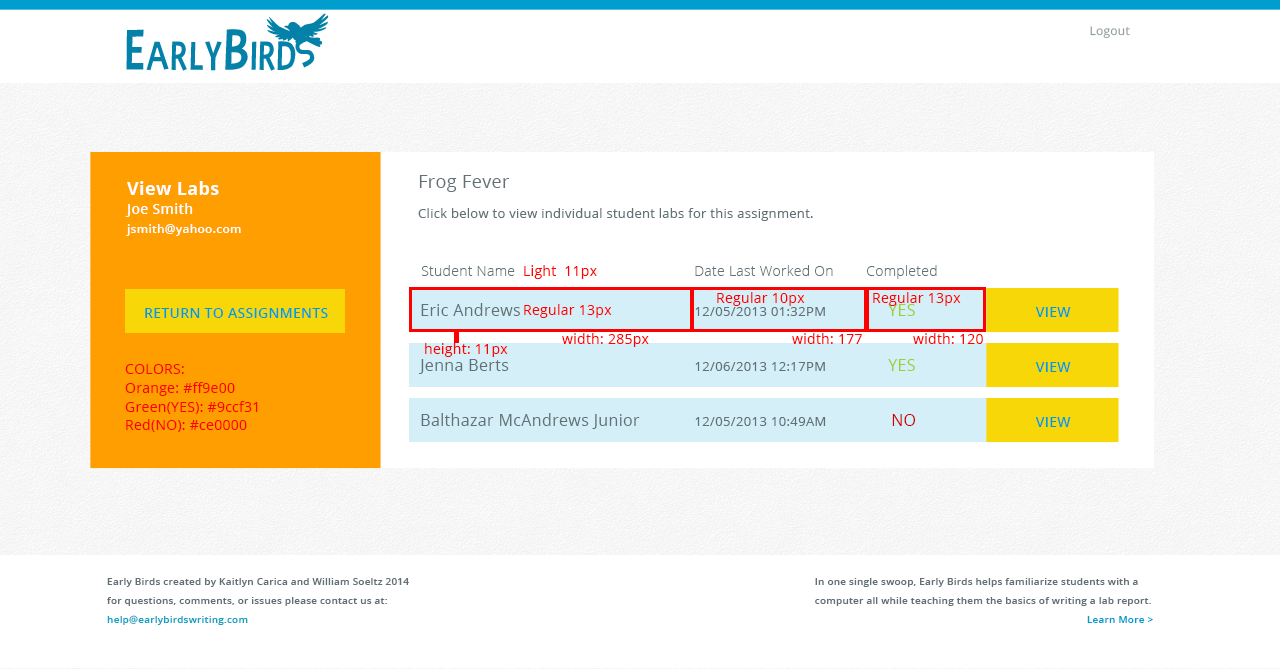 EARLYBIRDS
Logout
View Labs
Joe Smith
jsmith@yahoo.com
RETURN TO ASSIGNMENTS
COLORS:
Orange: #ff9e00
Green(YES): #9ccf31
Red(NO): #ce0000
Frog Fever
Click below to view individual student labs for this assignment.
Student Name Light 11px Date Last Worked On Completed
Regular 10px Regular 13px
Eric Andrews Regular 13px 12/05/2013 01:32PM YES VIEW
height: 11px width: 285px width: 177 width: 120
Jenna Berts 12/06/2013 12:17PM YES VIEW
Balthazar McAndrews Junior 12/05/2013 10:49AM NO VIEW
Early Birds created by Kaitlyn Carica and William Soeltz 2014
for questions, comments, or issues please contact us at:
help@earlybirdswriting.com
In one single swoop, Early Birds helps familiarize students with a
computer all while teaching them the basics of writing a lab report.
Learn More >